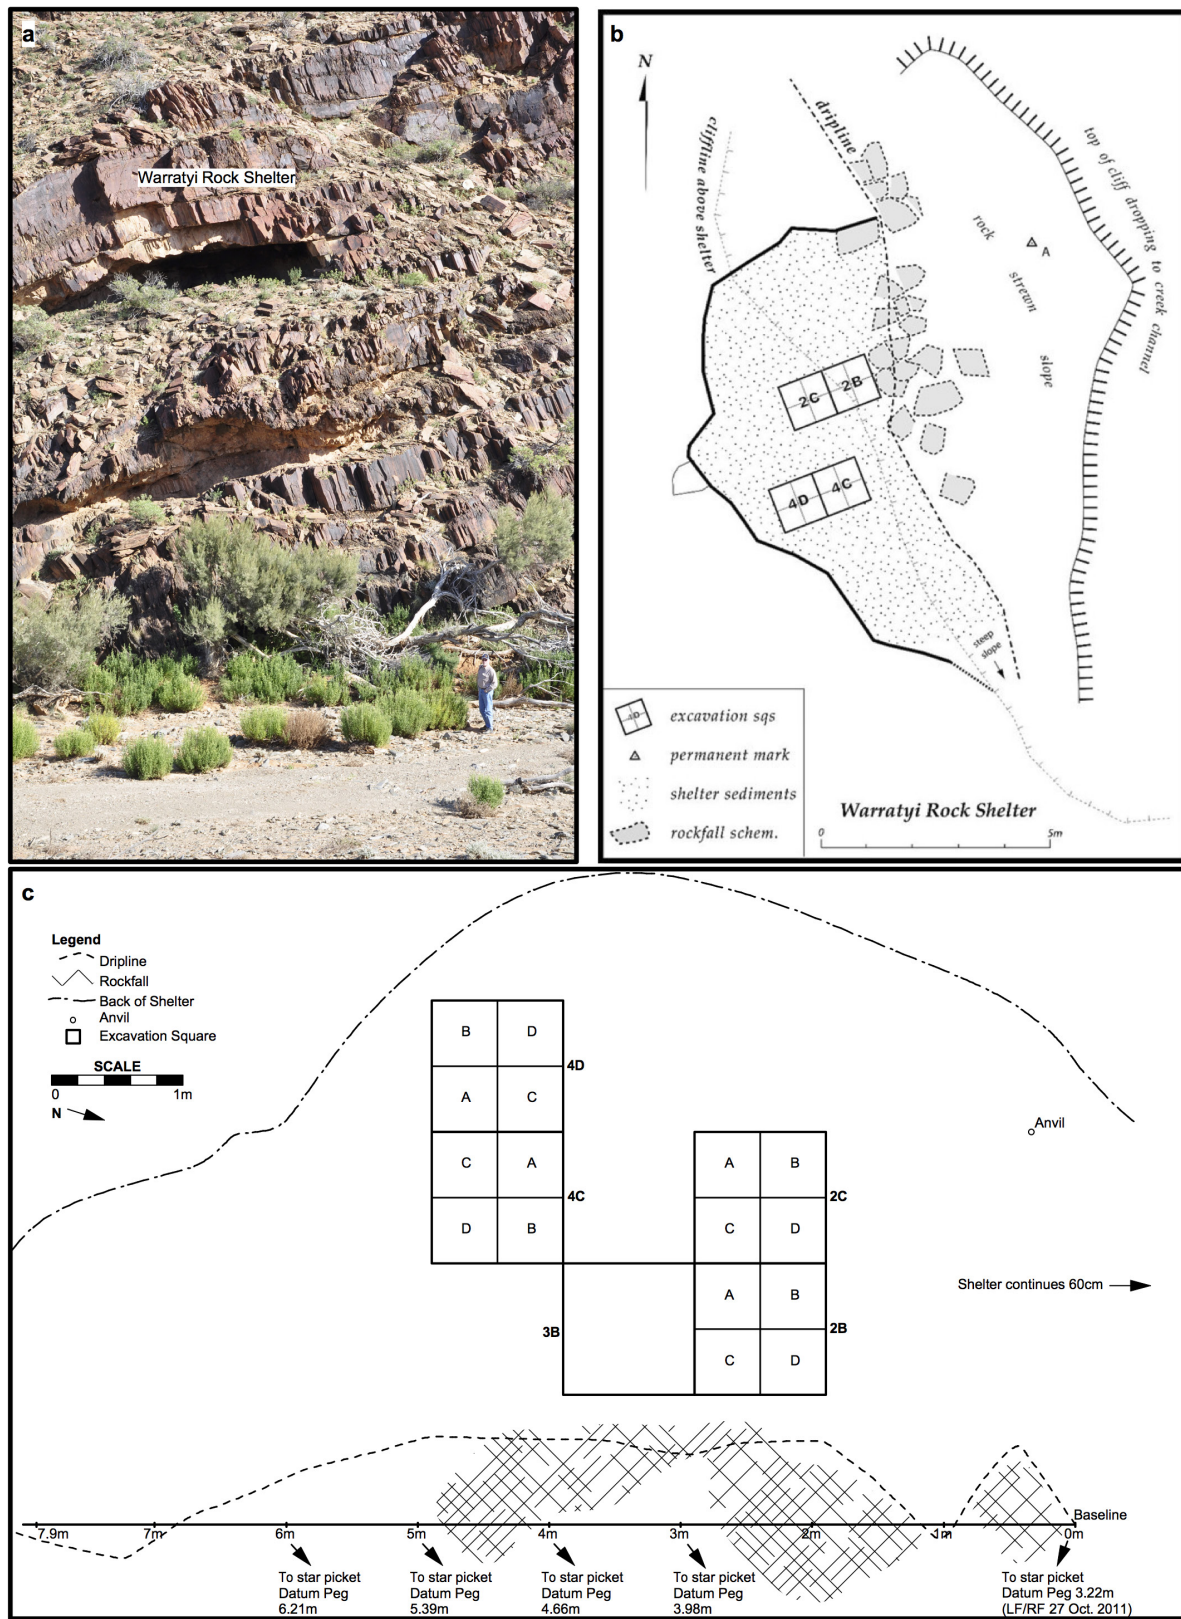 a
Warratyi Rock Shelter
b
N
dripline
cliffline above shelter
top of cliff dropping to creek channel
rock
strewn
slope
A
2C
2B
4D
4C
steep
slope
4D
excavation sqs
permanent mark
shelter sediments
rockfall schem.
Warratyi Rock Shelter
0
5m
c
Legend
Dripline
Rockfall
Back of Shelter
Anvil
Excavation Square
SCALE
0 1m
N
B D
4D
A C
C A
4C
D B
A B
2C
C D
A B
3B
2B
C D
Anvil
Shelter continues 60cm
Baseline
7.9m 7m 6m 5m 4m 3m 2m 1m 0m
To star picket
Datum Peg
6.21m
To star picket
Datum Peg
5.39m
To star picket
Datum Peg
4.66m
To star picket
Datum Peg
3.98m
To star picket
Datum Peg 3.22m
(LF/RF 27 Oct. 2011)